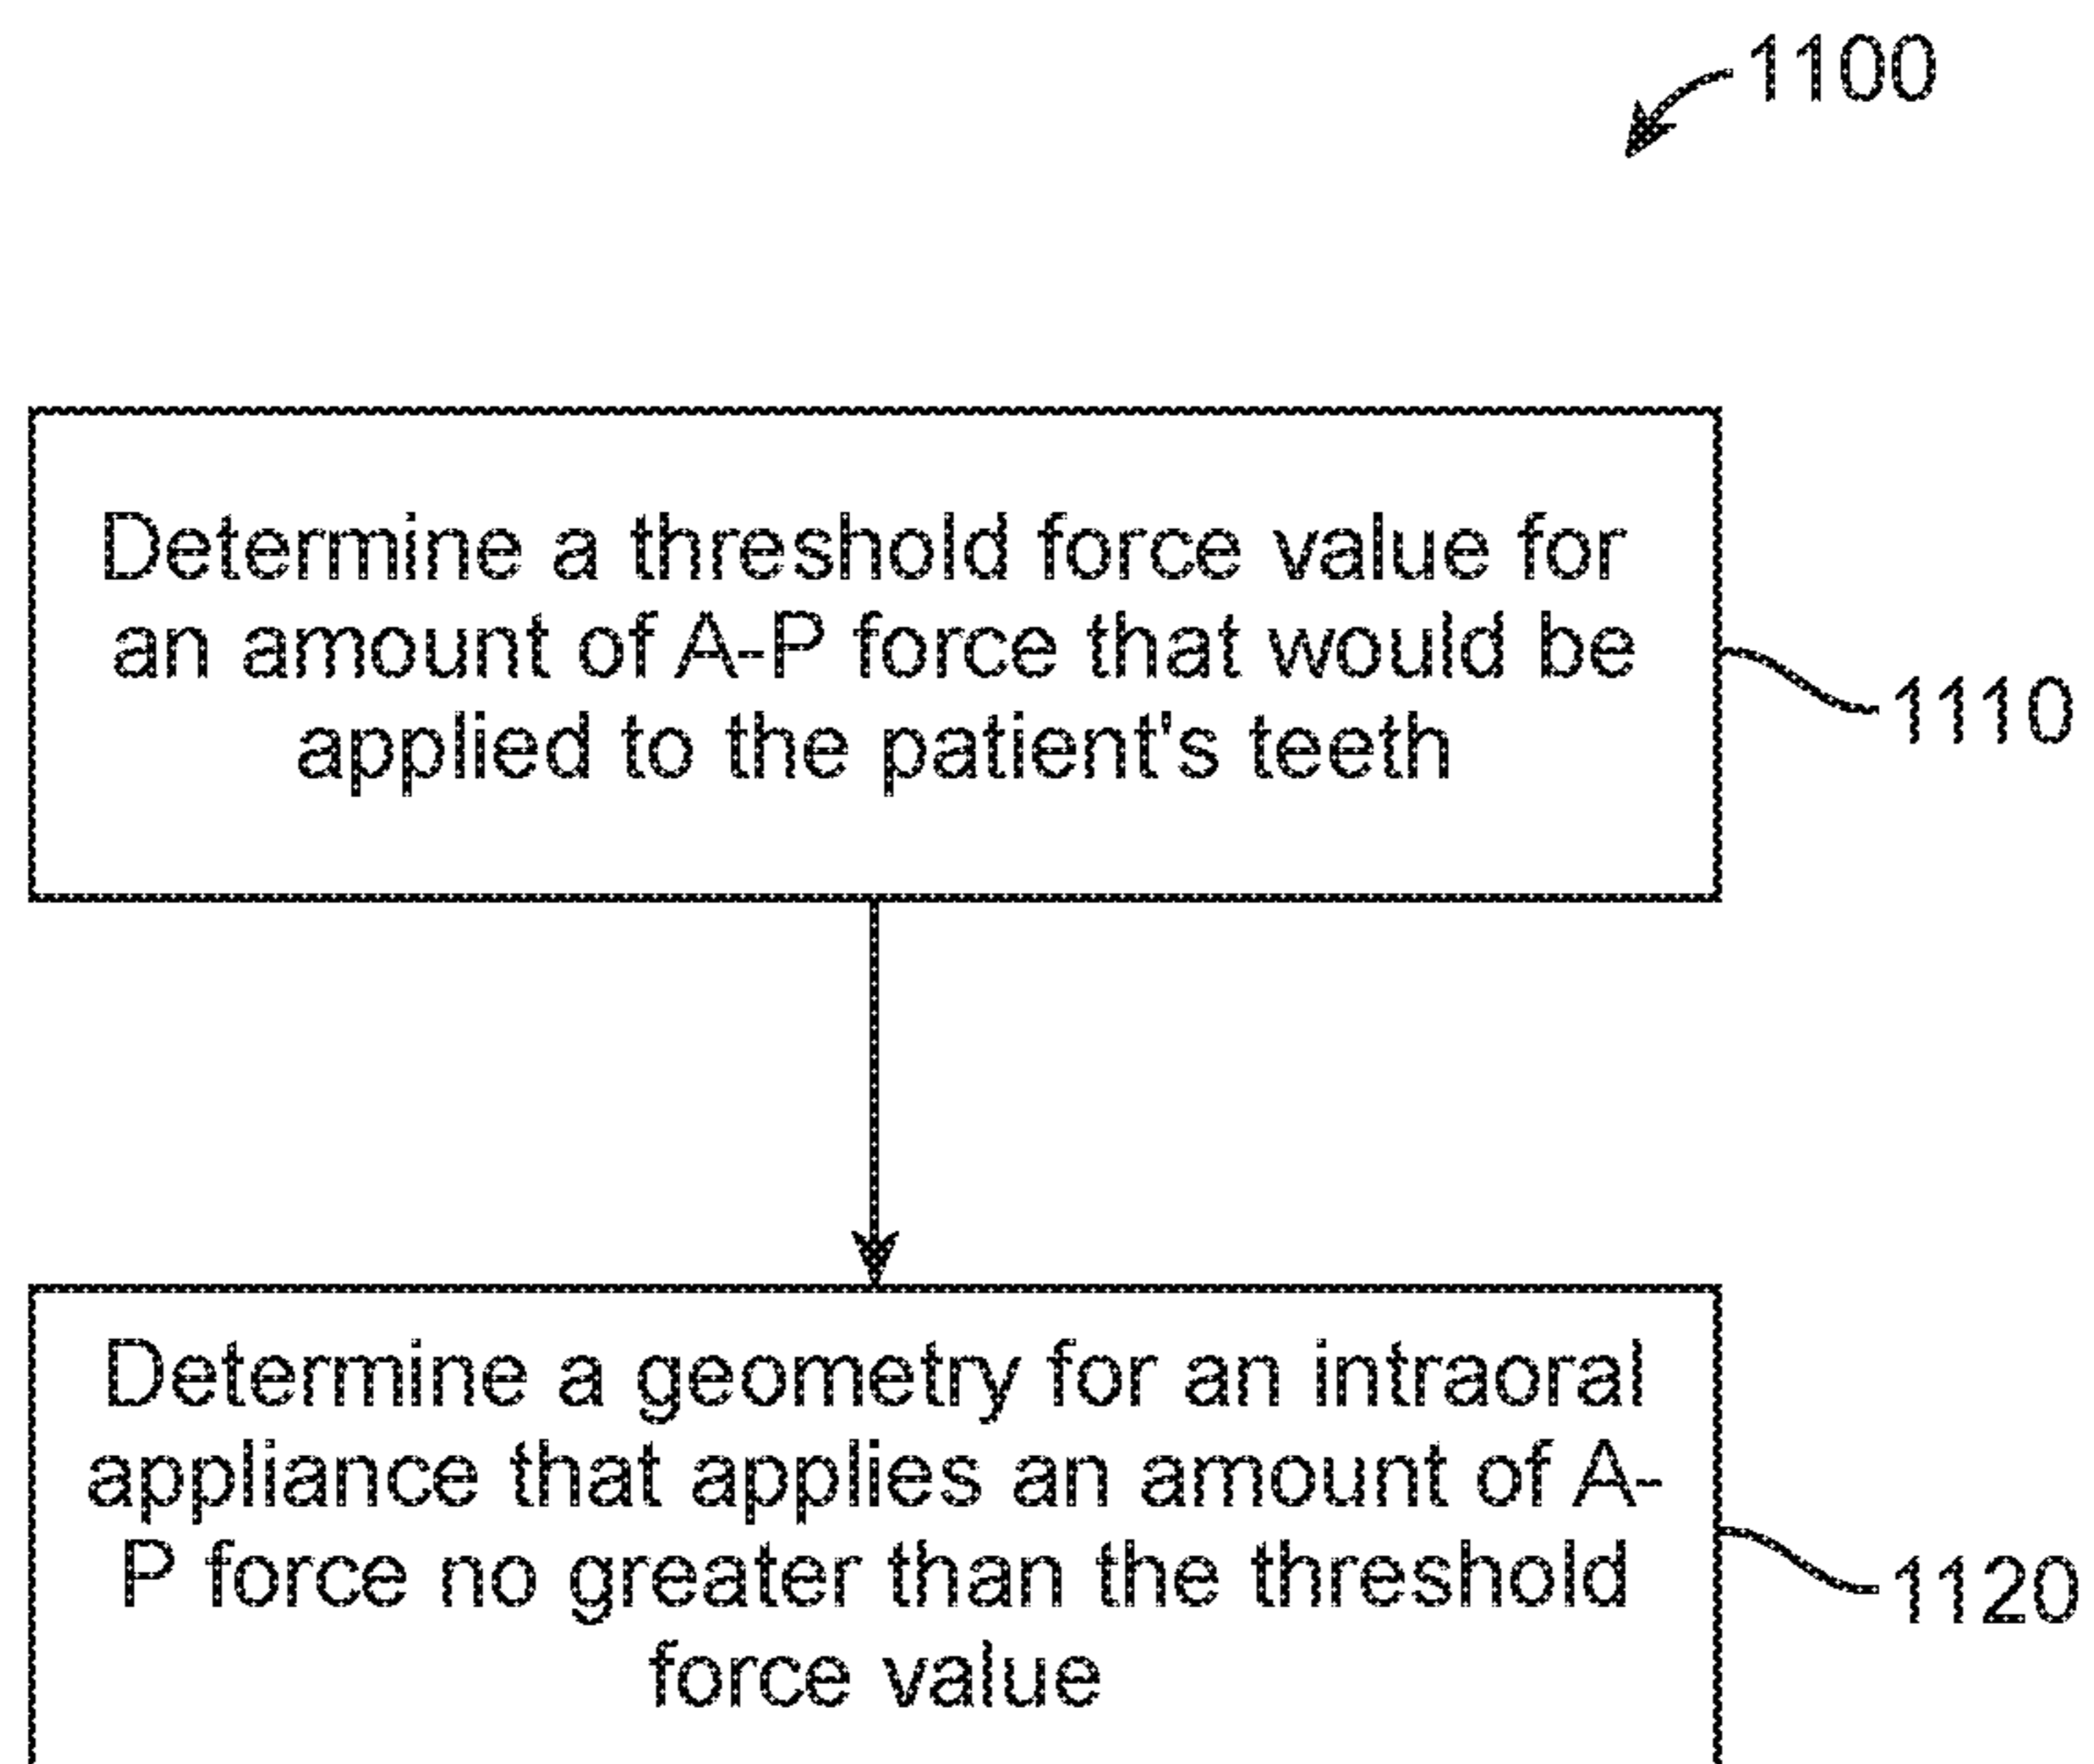 1100
Determine a threshold force value for
an amount of A-P force that would be
applied to the patient's teeth
1110
Determine a geometry for an intraoral
appliance that applies an amount of A-
P force no greater than the threshold
force value
1120